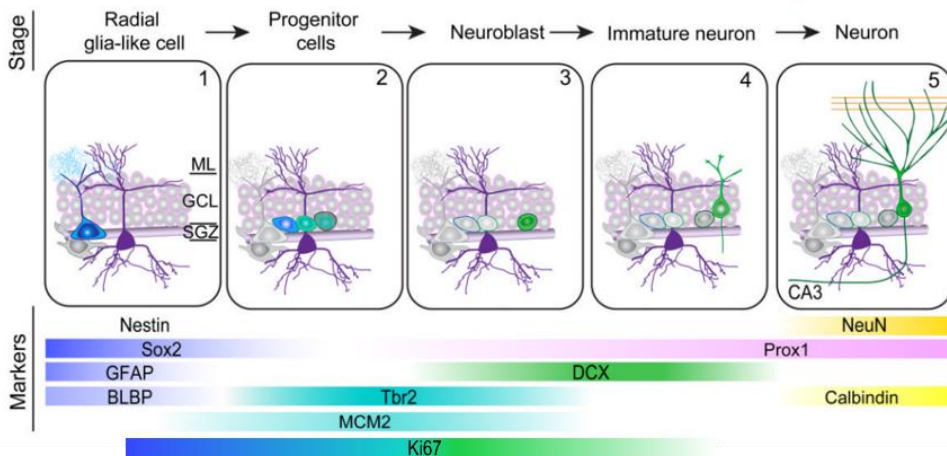 Stage
Radial
glia-like cell
Progenitor
cells
Neuroblast
Immature neuron
Neuron
1
2
3
4
5
ML
GCL
SGZ
CA3
Markers
Nestin
NeuN
Sox2
Prox1
GFAP
DCX
BLBP
Tbr2
Calbindin
MCM2
Ki67